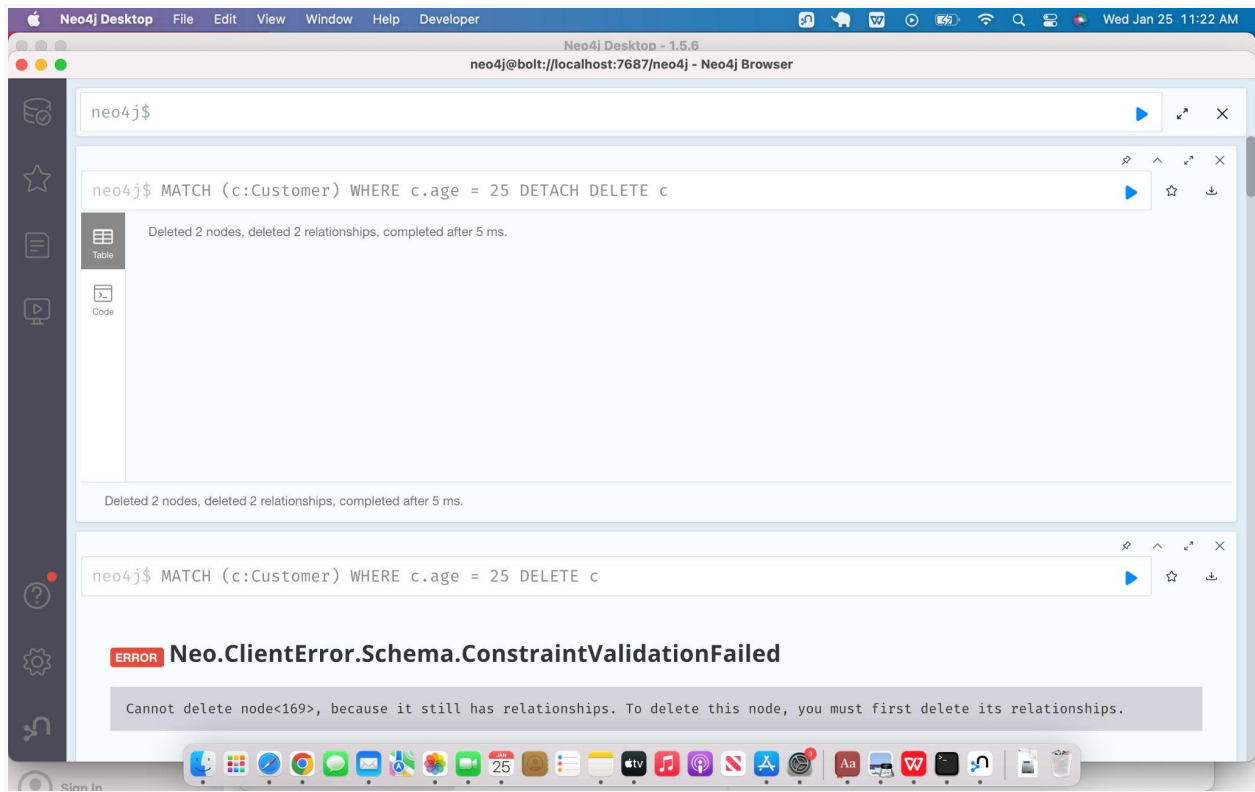 Neo4j Desktop File Edit View Window Help Developer Wed Jan 25 11:22 AM
Neo4j Desktop - 1.5.6
neo4j@bolt://localhost:7687/neo4j - Neo4j Browser
neo4j$
neo4j$ MATCH (c:Customer) WHERE c.age = 25 DETACH DELETE c
Table
Deleted 2 nodes, deleted 2 relationships, completed after 5 ms.
Code
Deleted 2 nodes, deleted 2 relationships, completed after 5 ms.
neo4j$ MATCH (c:Customer) WHERE c.age = 25 DELETE c
ERROR Neo.ClientError.Schema.ConstraintValidationFailed
Cannot delete node<169>, because it still has relationships. To delete this node, you must first delete its relationships.
JAN
25
tv
Aa
Sign In